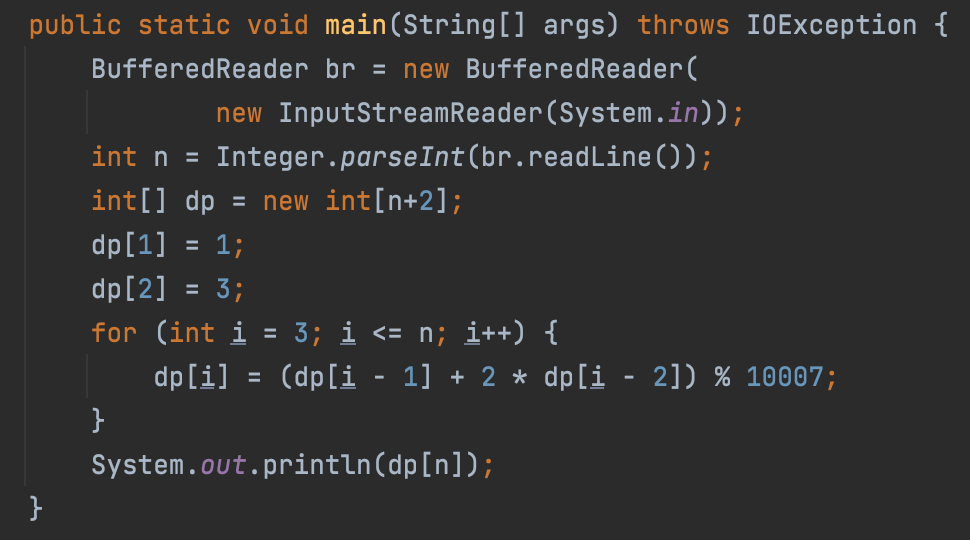 public static void main(String[] args) throws IOException {
    BufferedReader br = new BufferedReader(
            new InputStreamReader(System.in));
    int n = Integer.parseInt(br.readLine());
    int[] dp = new int[n+2];
    dp[1] = 1;
    dp[2] = 3;
    for (int i = 3; i <= n; i++) {
        dp[i] = (dp[i - 1] + 2 * dp[i - 2]) % 10007;
    }
    System.out.println(dp[n]);
}